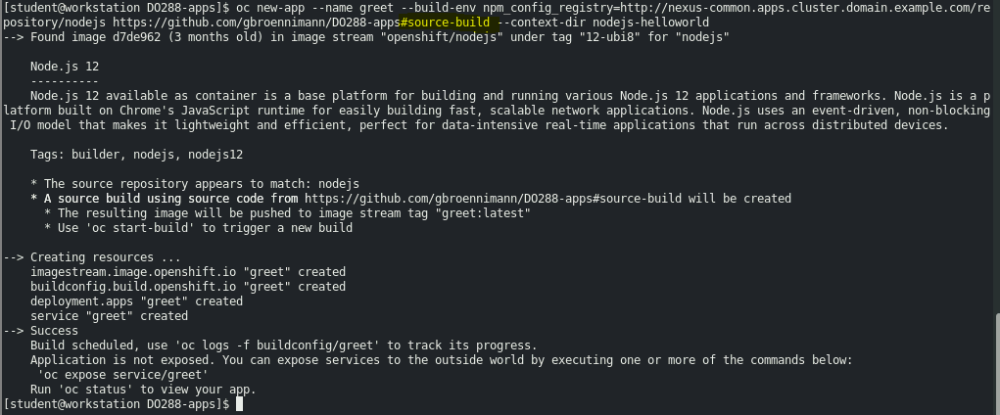 [student@workstation DO288-apps]$ oc new-app --name greet --build-env npm_config_registry=http://nexus-common.apps.cluster.domain.example.com/re
pository/nodejs https://github.com/gbroennimann/DO288-apps#source-build --context-dir nodejs-helloworld
--> Found image d7de962 (3 months old) in image stream "openshift/nodejs" under tag "12-ubi8" for "nodejs"
Node.js 12
----------
Node.js 12 available as container is a base platform for building and running various Node.js 12 applications and frameworks. Node.js is a p
latform built on Chrome's JavaScript runtime for easily building fast, scalable network applications. Node.js uses an event-driven, non-blocking
I/O model that makes it lightweight and efficient, perfect for data-intensive real-time applications that run across distributed devices.
Tags: builder, nodejs, nodejs12
* The source repository appears to match: nodejs
* A source build using source code from https://github.com/gbroennimann/DO288-apps#source-build will be created
* The resulting image will be pushed to image stream tag "greet:latest"
* Use 'oc start-build' to trigger a new build
--> Creating resources ...
imagestream.image.openshift.io "greet" created
buildconfig.build.openshift.io "greet" created
deployment.apps "greet" created
service "greet" created
--> Success
Build scheduled, use 'oc logs -f buildconfig/greet' to track its progress.
Application is not exposed. You can expose services to the outside world by executing one or more of the commands below:
'oc expose service/greet'
Run 'oc status' to view your app.
[student@workstation DO288-apps]$